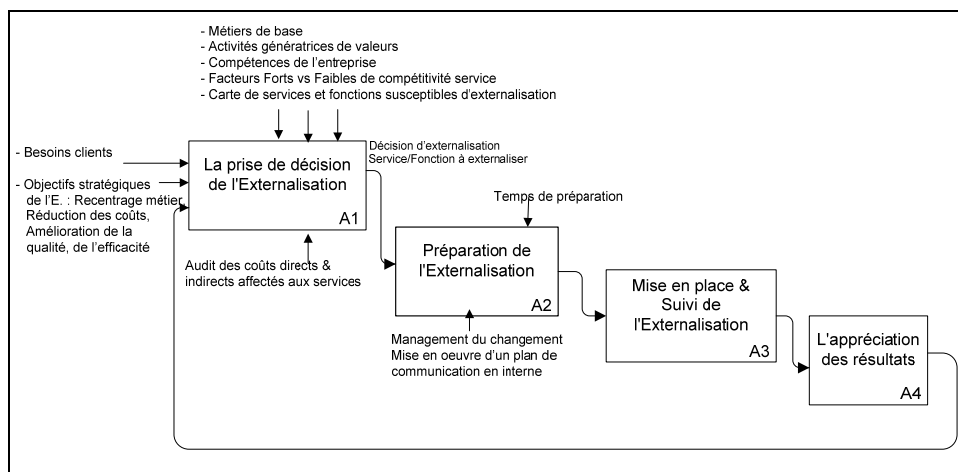 - Métiers de base
- Activités génératrices de valeurs
- Compétences de l'entreprise
- Facteurs Forts vs Faibles de compétitivité service
- Carte de services et fonctions susceptibles d'externalisation
- Besoins clients
- Objectifs stratégiques
de l'E. : Recentrage métier,
Réduction des coûts,
Amélioration de la
qualité, de l'efficacité
La prise de décision
de l'Externalisation
A1
Décision d'externalisation
Service/Fonction à externaliser
Audit des coûts directs &
indirects affectés aux services
Temps de préparation
Préparation de
l'Externalisation
A2
Management du changement
Mise en oeuvre d'un plan de
communication en interne
Mise en place &
Suivi de
l'Externalisation
A3
L'appréciation
des résultats
A4